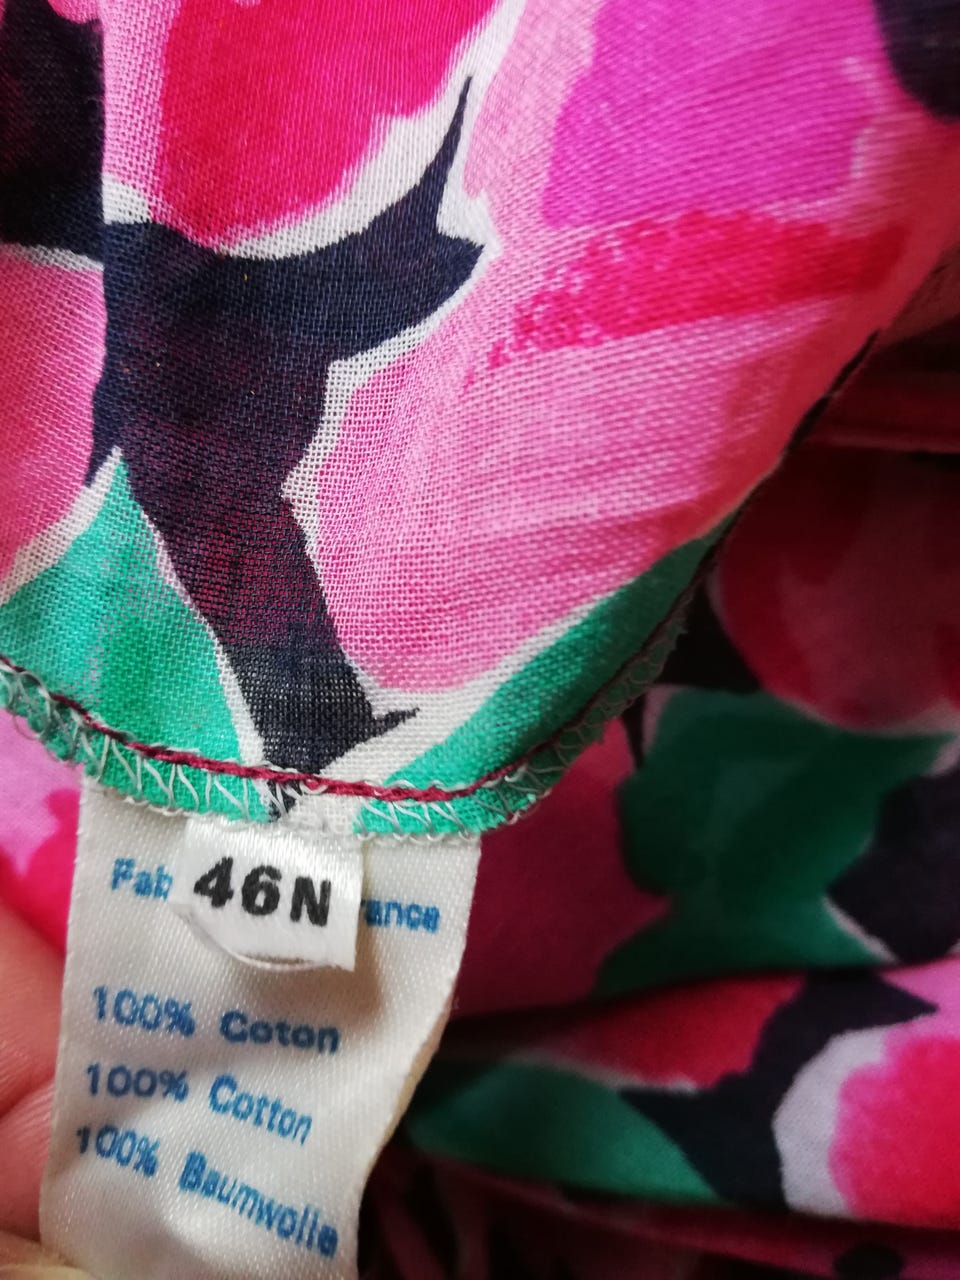 Fab 46N rance
100% Coton
100% Cotton
100% Baumwolle